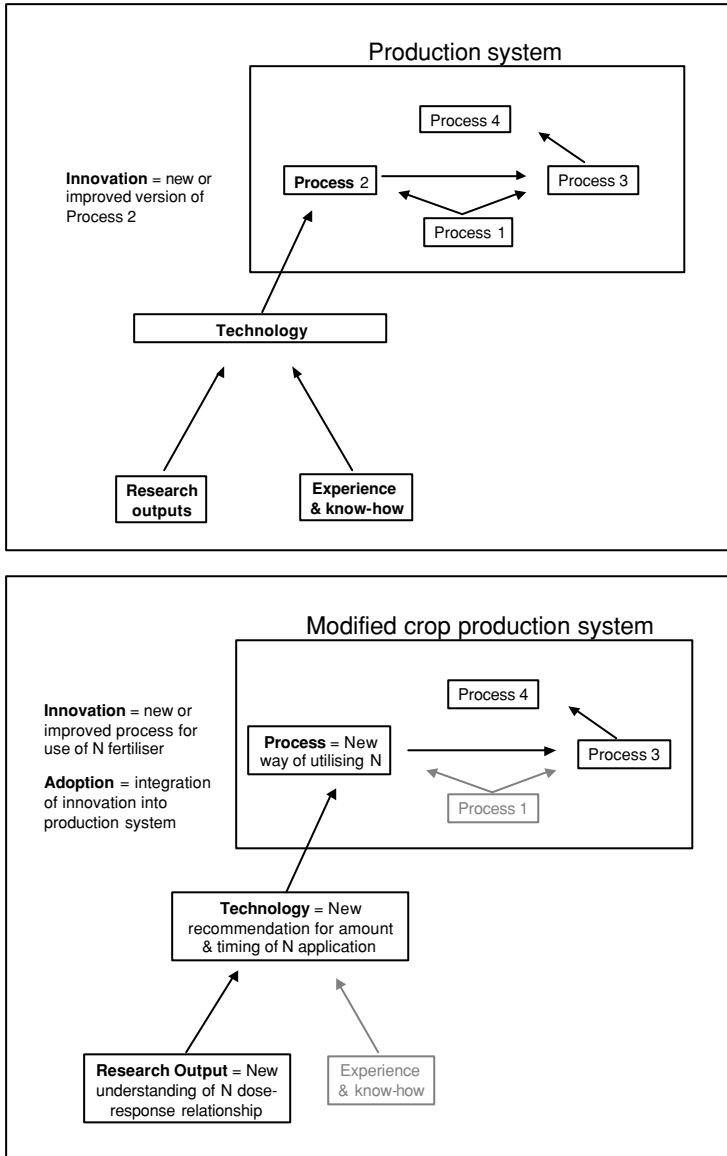 Production system
Process 4
Innovation = new or
improved version of
Process 2
Process 2
Process 3
Process 1
Technology
Research
outputs
Experience
& know-how
Modified crop production system
Innovation = new or
improved process for
use of N fertiliser
Adoption = integration
of innovation into
production system
Process 4
Process = New
way of utilising N
Process 3
Process 1
Technology = New
recommendation for amount
& timing of N application
Research Output = New
understanding of N dose-
response relationship
Experience
& know-how